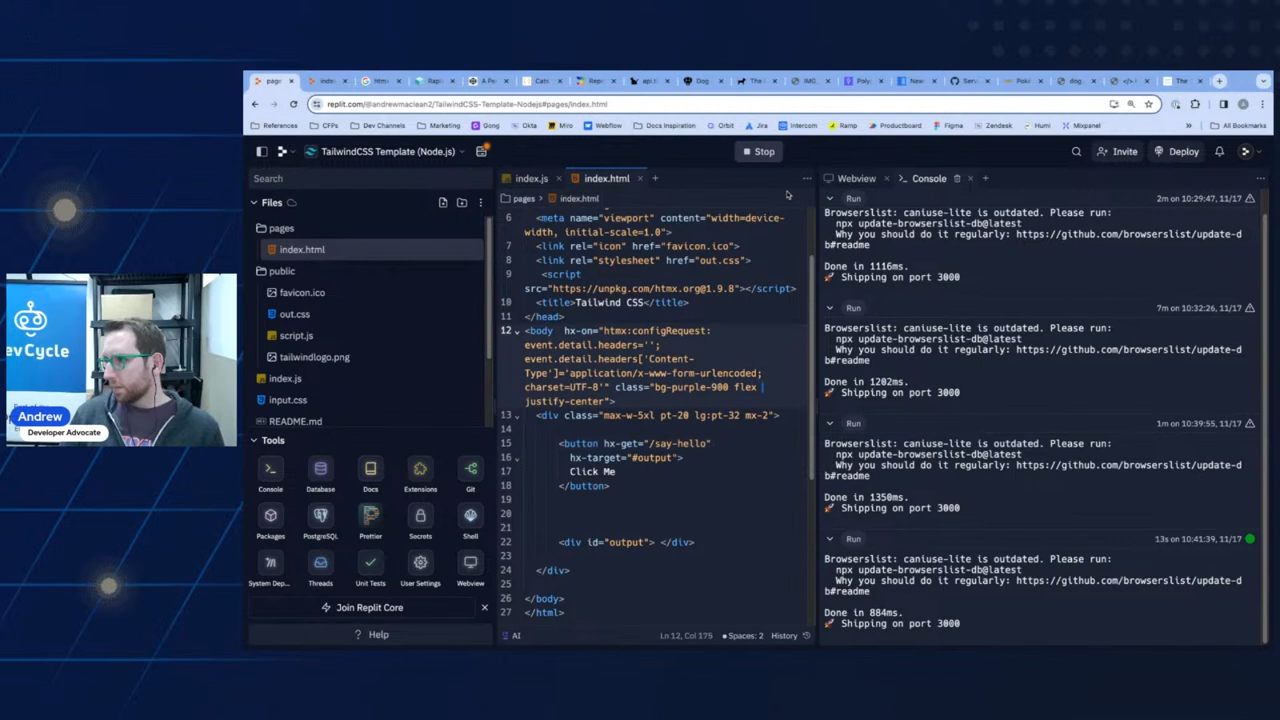 page
index
Htmx
Repli
A Pe
Cats
Repe
api t
Dog
The
IMG_
Poly
New
Serv
Poki
dog
The
replit.com/@andrewmaclean2/TailwindCSS-Template-Nodejs#pages/index.html
References
CFPs
Dev Channels
Marketing
Gong
Okta
Miro
Webflow
Docs Inspiration
Orbit
Jira
Intercom
Ramp
Productboard
Figma
Zendesk
Humi
Mixpanel
All Bookmarks
TailwindCSS Template (Node.js)
Stop
Invite
Deploy
Search
Files
pages
index.html
public
favicon.ico
out.css
script.js
tailwindlogo.png
index.js
input.css
README.md
Tools
Console
Database
Docs
Extensions
Git
Packages
PostgreSQL
Prettier
Secrets
Shell
System Dep...
Threads
Unit Tests
User Settings
Webview
Join Replit Core
Help
index.js
index.html
pages
index.html
6 <meta name="viewport" content="width=device-
width, initial-scale=1.0">
7 <link rel="icon" href="favicon.ico">
8 <link rel="stylesheet" href="out.css">
9 <script
src="https://unpkg.com/htmx.org@1.9.8"></script>
10 <title>Tailwind CSS</title>
11 </head>
12 <body hx-on="htmx:configRequest:
event.detail.headers='';
event.detail.headers['Content-
Type']='application/x-www-form-urlencoded;
charset=UTF-8'" class="bg-purple-900 flex
justify-center">
13 <div class="max-w-5xl pt-20 lg:pt-32 mx-2">
14
15 <button hx-get="/say-hello"
16 hx-target="#output">
17 Click Me
18 </button>
19
20
21
22 <div id="output"> </div>
23
24 </div>
25
26 </body>
27 </html>
AI
Ln 12, Col 175
Spaces: 2
History
Webview
Console
Run
2m on 10:29:47, 11/17
Browserslist: caniuse-lite is outdated. Please run:
npx update-browserslist-db@latest
Why you should do it regularly: https://github.com/browserslist/update-d
b#readme
Done in 1116ms.
🚀 Shipping on port 3000
Run
7m on 10:32:26, 11/17
Browserslist: caniuse-lite is outdated. Please run:
npx update-browserslist-db@latest
Why you should do it regularly: https://github.com/browserslist/update-d
b#readme
Done in 1202ms.
🚀 Shipping on port 3000
Run
1m on 10:39:55, 11/17
Browserslist: caniuse-lite is outdated. Please run:
npx update-browserslist-db@latest
Why you should do it regularly: https://github.com/browserslist/update-d
b#readme
Done in 1350ms.
🚀 Shipping on port 3000
Run
13s on 10:41:39, 11/17
Browserslist: caniuse-lite is outdated. Please run:
npx update-browserslist-db@latest
Why you should do it regularly: https://github.com/browserslist/update-d
b#readme
Done in 884ms.
🚀 Shipping on port 3000
evCycle
Andrew
Developer Advocate